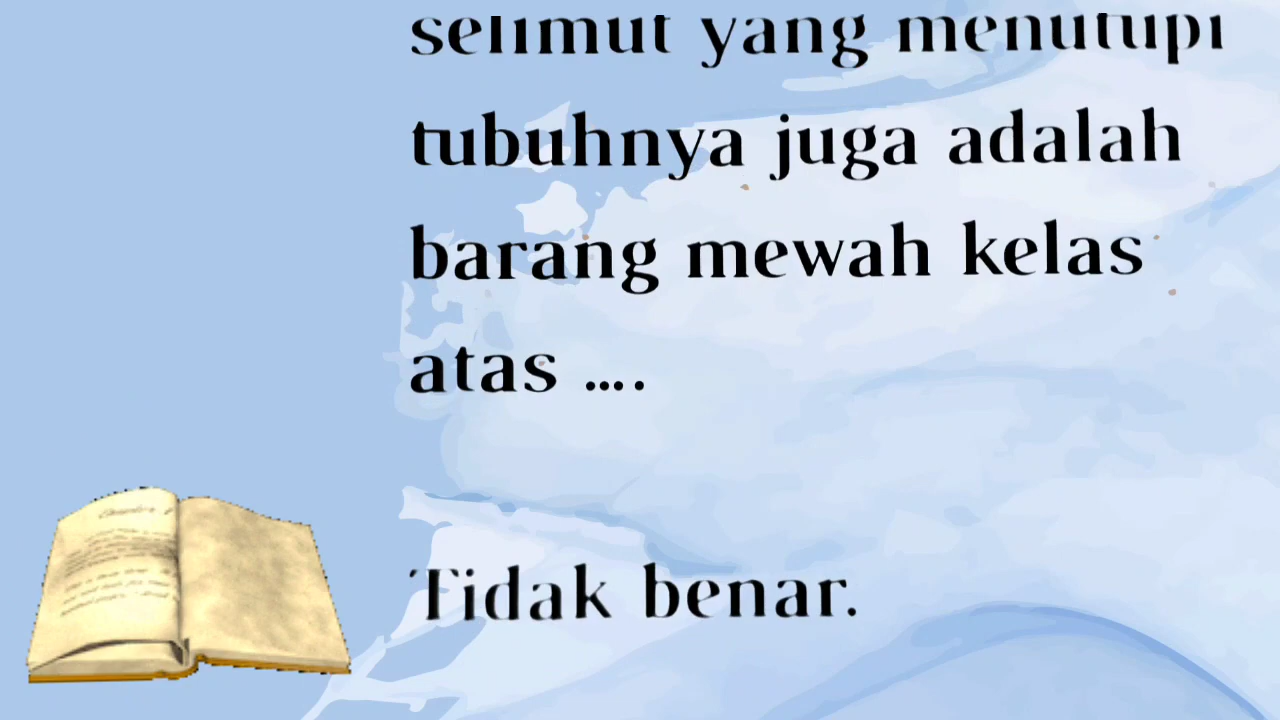 selimut yang menutupi
tubuhnya juga adalah
barang mewah kelas
atas ....
Tidak benar.